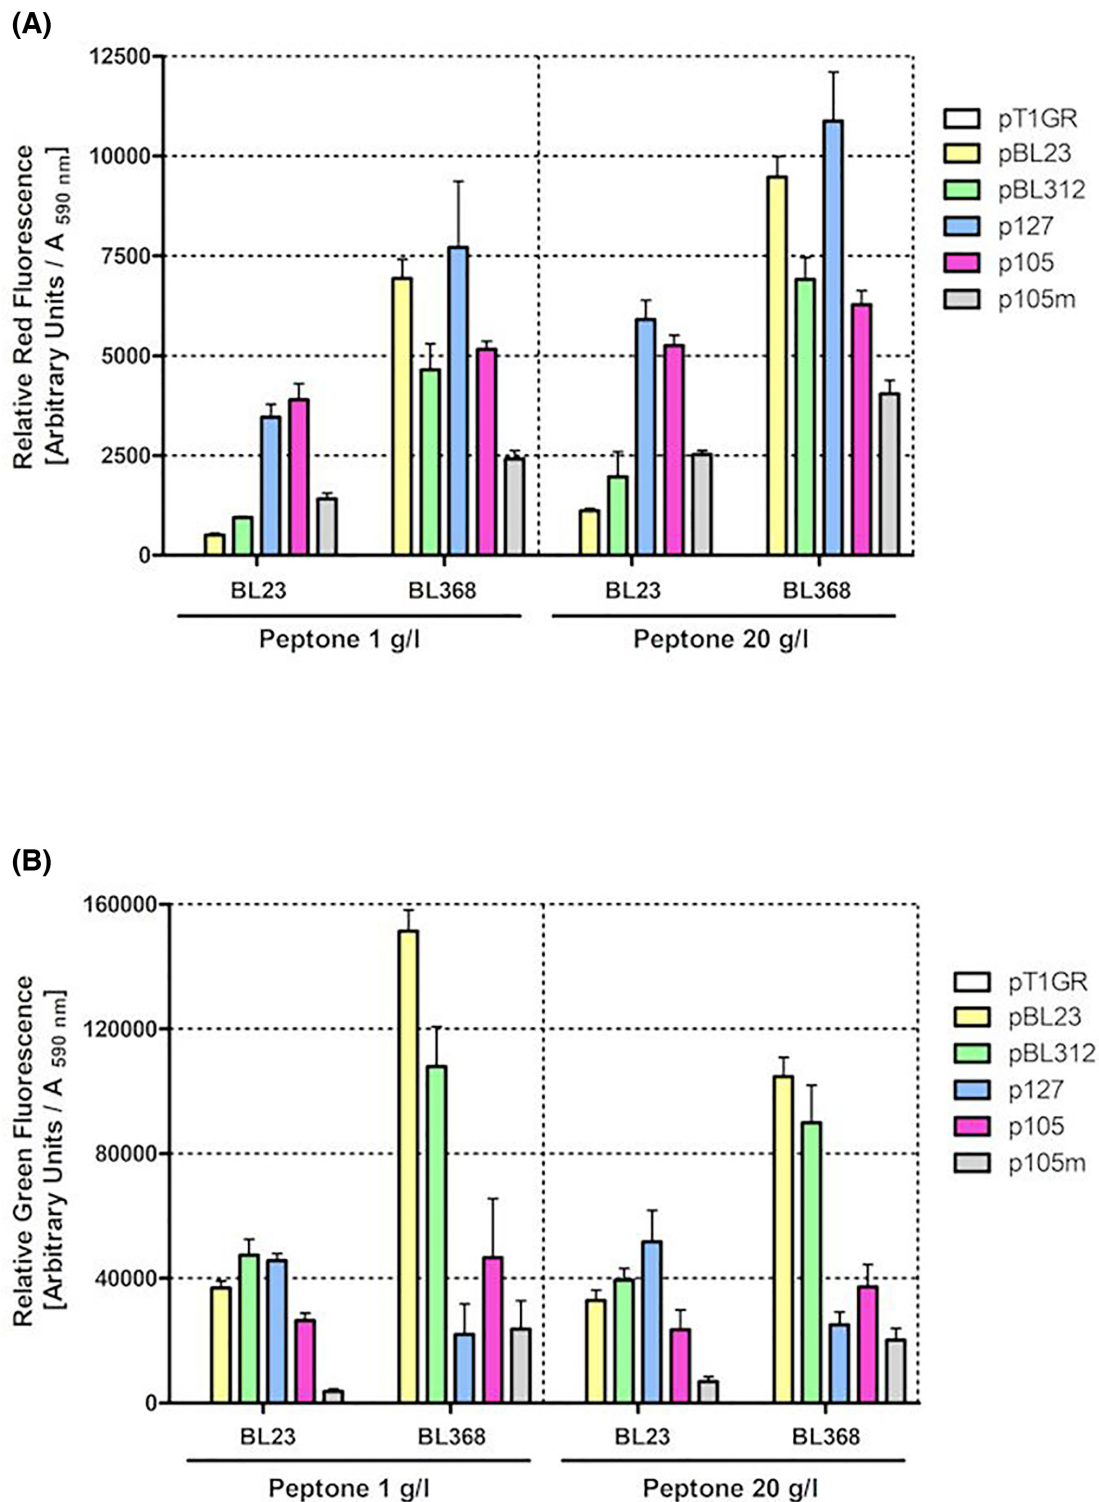 (A)
Relative Red Fluorescence
[Arbitrary Units / A 590 nm]
12500
10000
7500
5000
2500
0
pT1GR
pBL23
pBL312
p127
p105
p105m
BL23 BL368 BL23 BL368
Peptone 1 g/l Peptone 20 g/l
(B)
Relative Green Fluorescence
[Arbitrary Units / A 590 nm]
160000
120000
80000
40000
0
pT1GR
pBL23
pBL312
p127
p105
p105m
BL23 BL368 BL23 BL368
Peptone 1 g/l Peptone 20 g/l